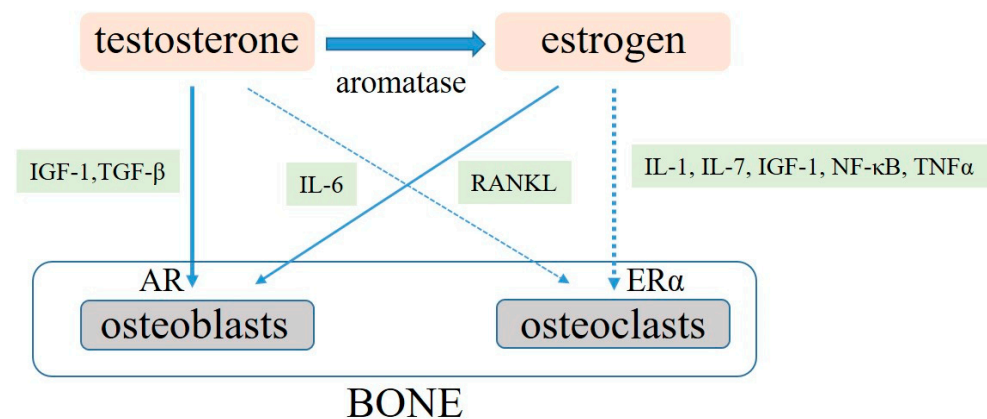 testosterone
estrogen
aromatase
IGF-1,TGF-β
IL-6
RANKL
IL-1, IL-7, IGF-1, NF-κB, TNFα
AR
ERα
osteoblasts
osteoclasts
BONE